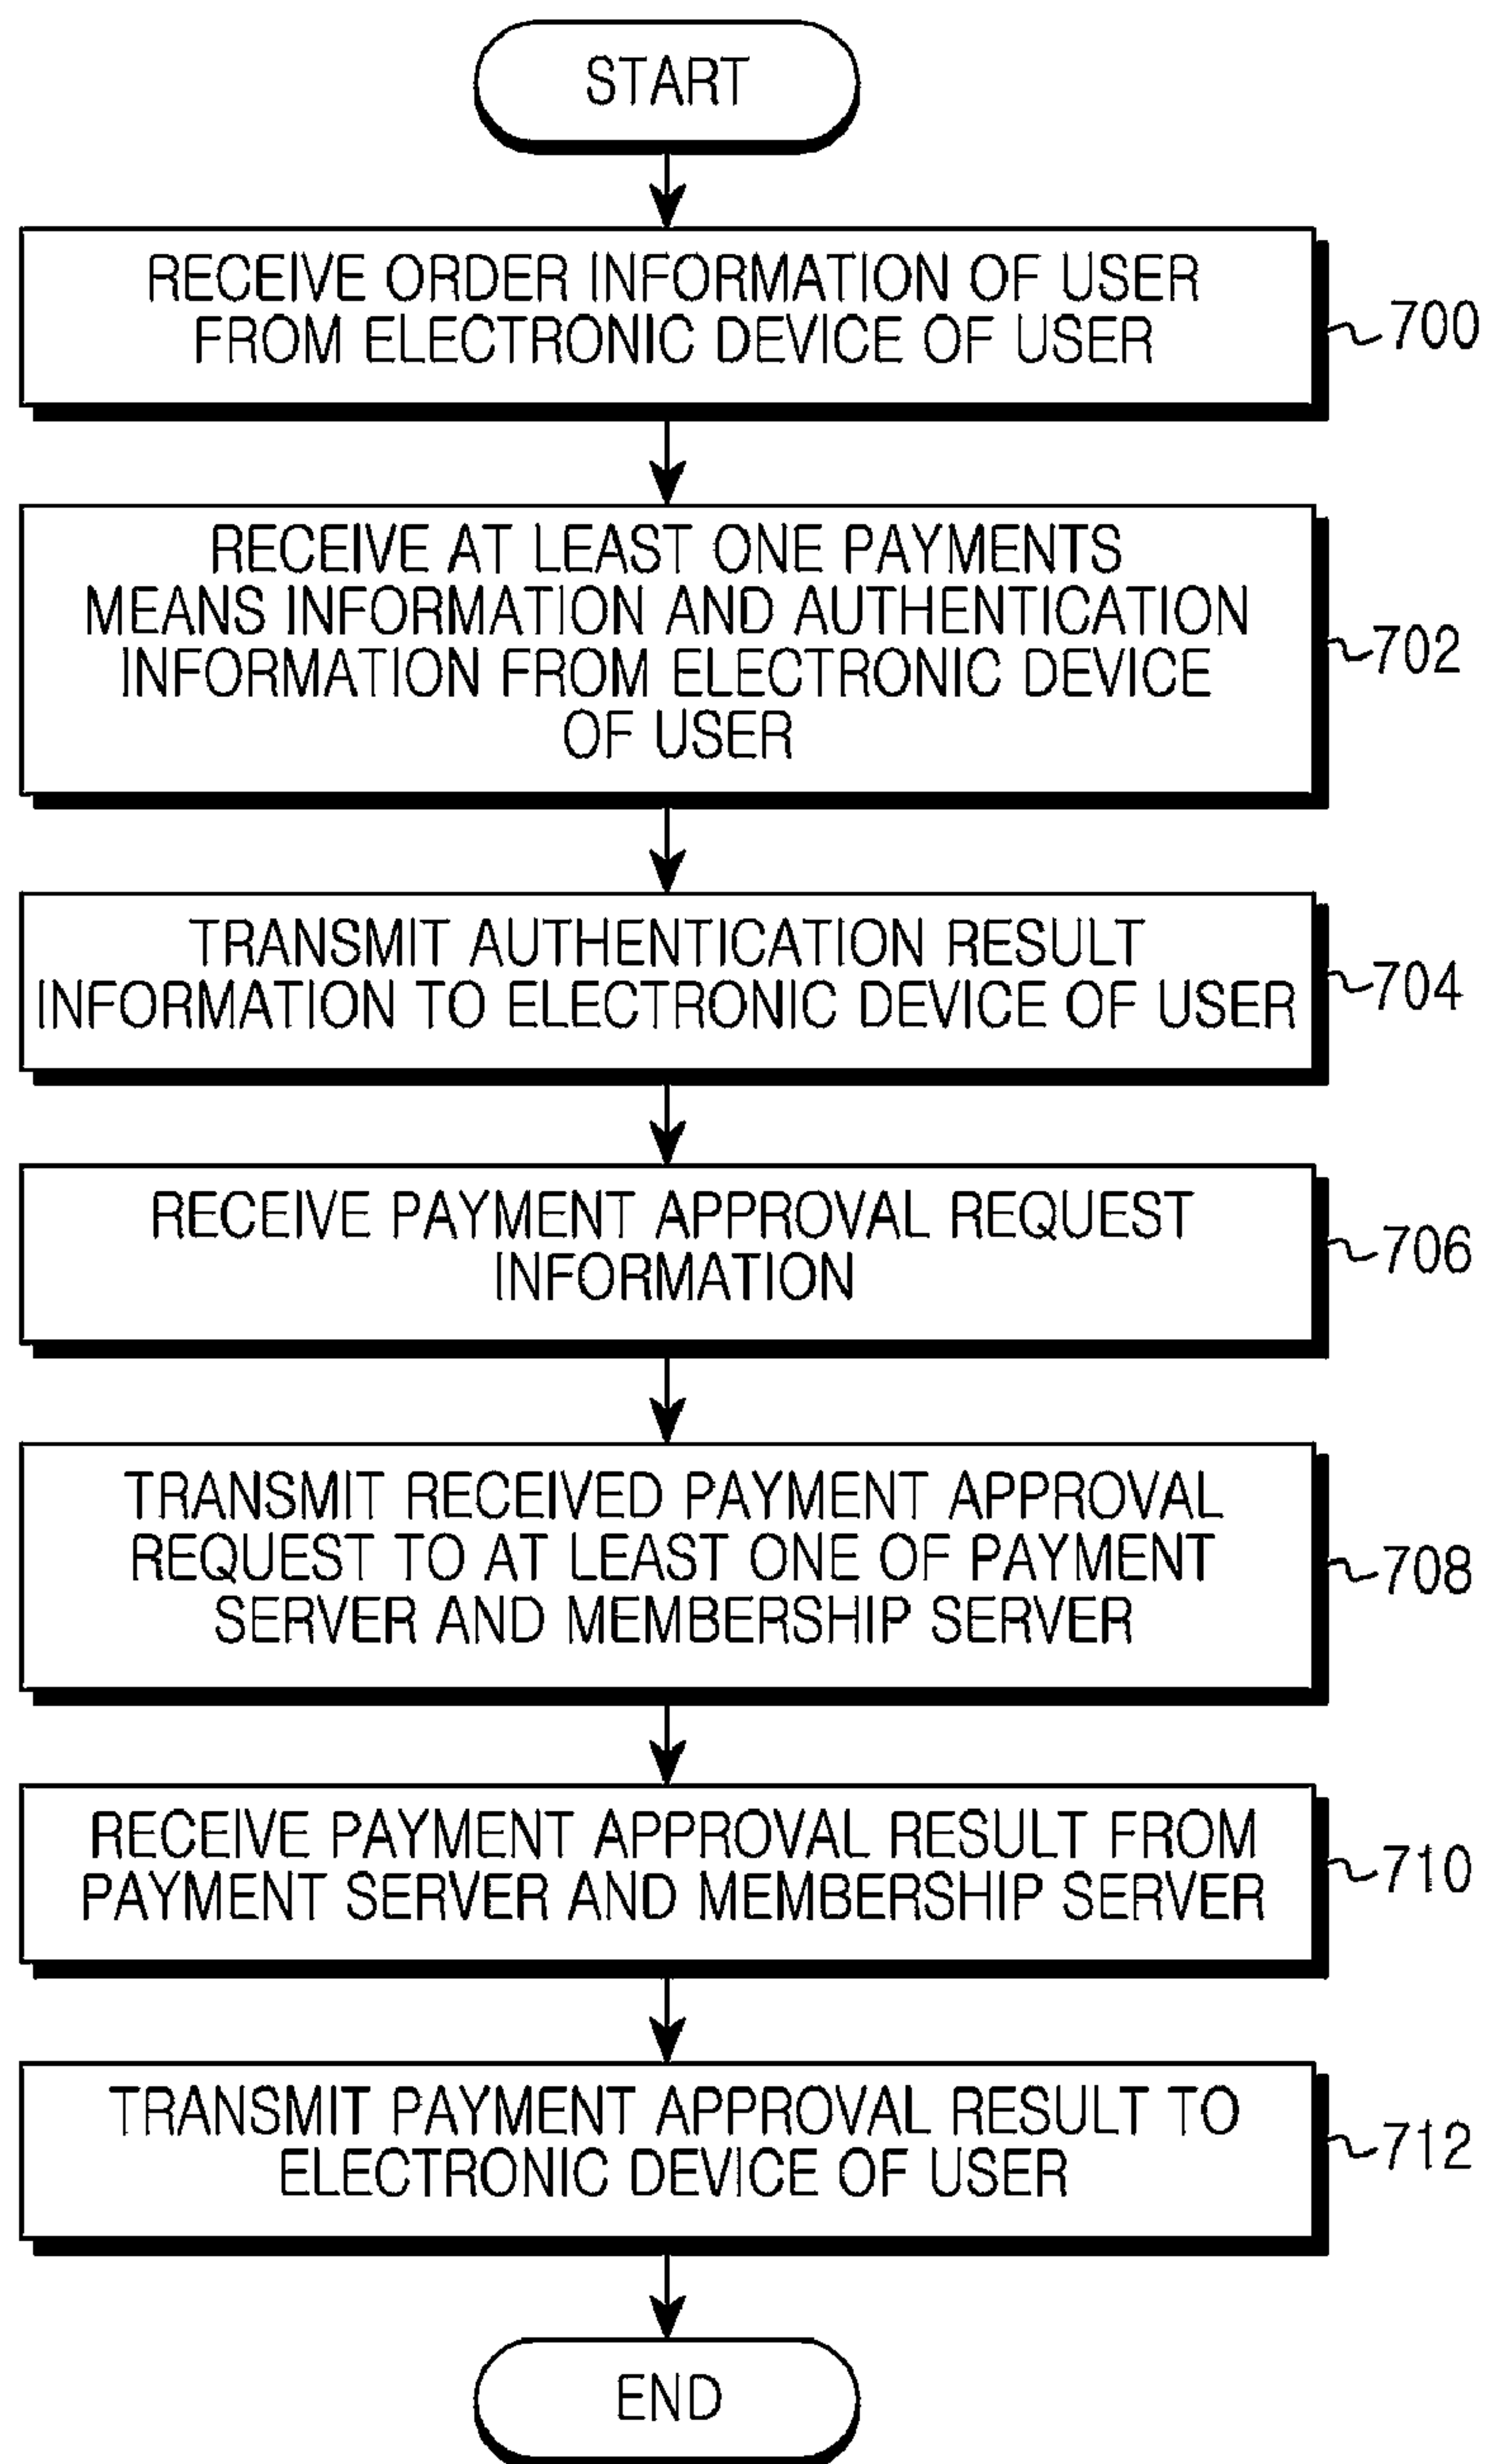 START
RECEIVE ORDER INFORMATION OF USER
FROM ELECTRONIC DEVICE OF USER
700
RECEIVE AT LEAST ONE PAYMENTS
MEANS INFORMATION AND AUTHENTICATION
INFORMATION FROM ELECTRONIC DEVICE
OF USER
702
TRANSMIT AUTHENTICATION RESULT
INFORMATION TO ELECTRONIC DEVICE OF USER
704
RECEIVE PAYMENT APPROVAL REQUEST
INFORMATION
706
TRANSMIT RECEIVED PAYMENT APPROVAL
REQUEST TO AT LEAST ONE OF PAYMENT
SERVER AND MEMBERSHIP SERVER
708
RECEIVE PAYMENT APPROVAL RESULT FROM
PAYMENT SERVER AND MEMBERSHIP SERVER
710
TRANSMIT PAYMENT APPROVAL RESULT TO
ELECTRONIC DEVICE OF USER
712
END